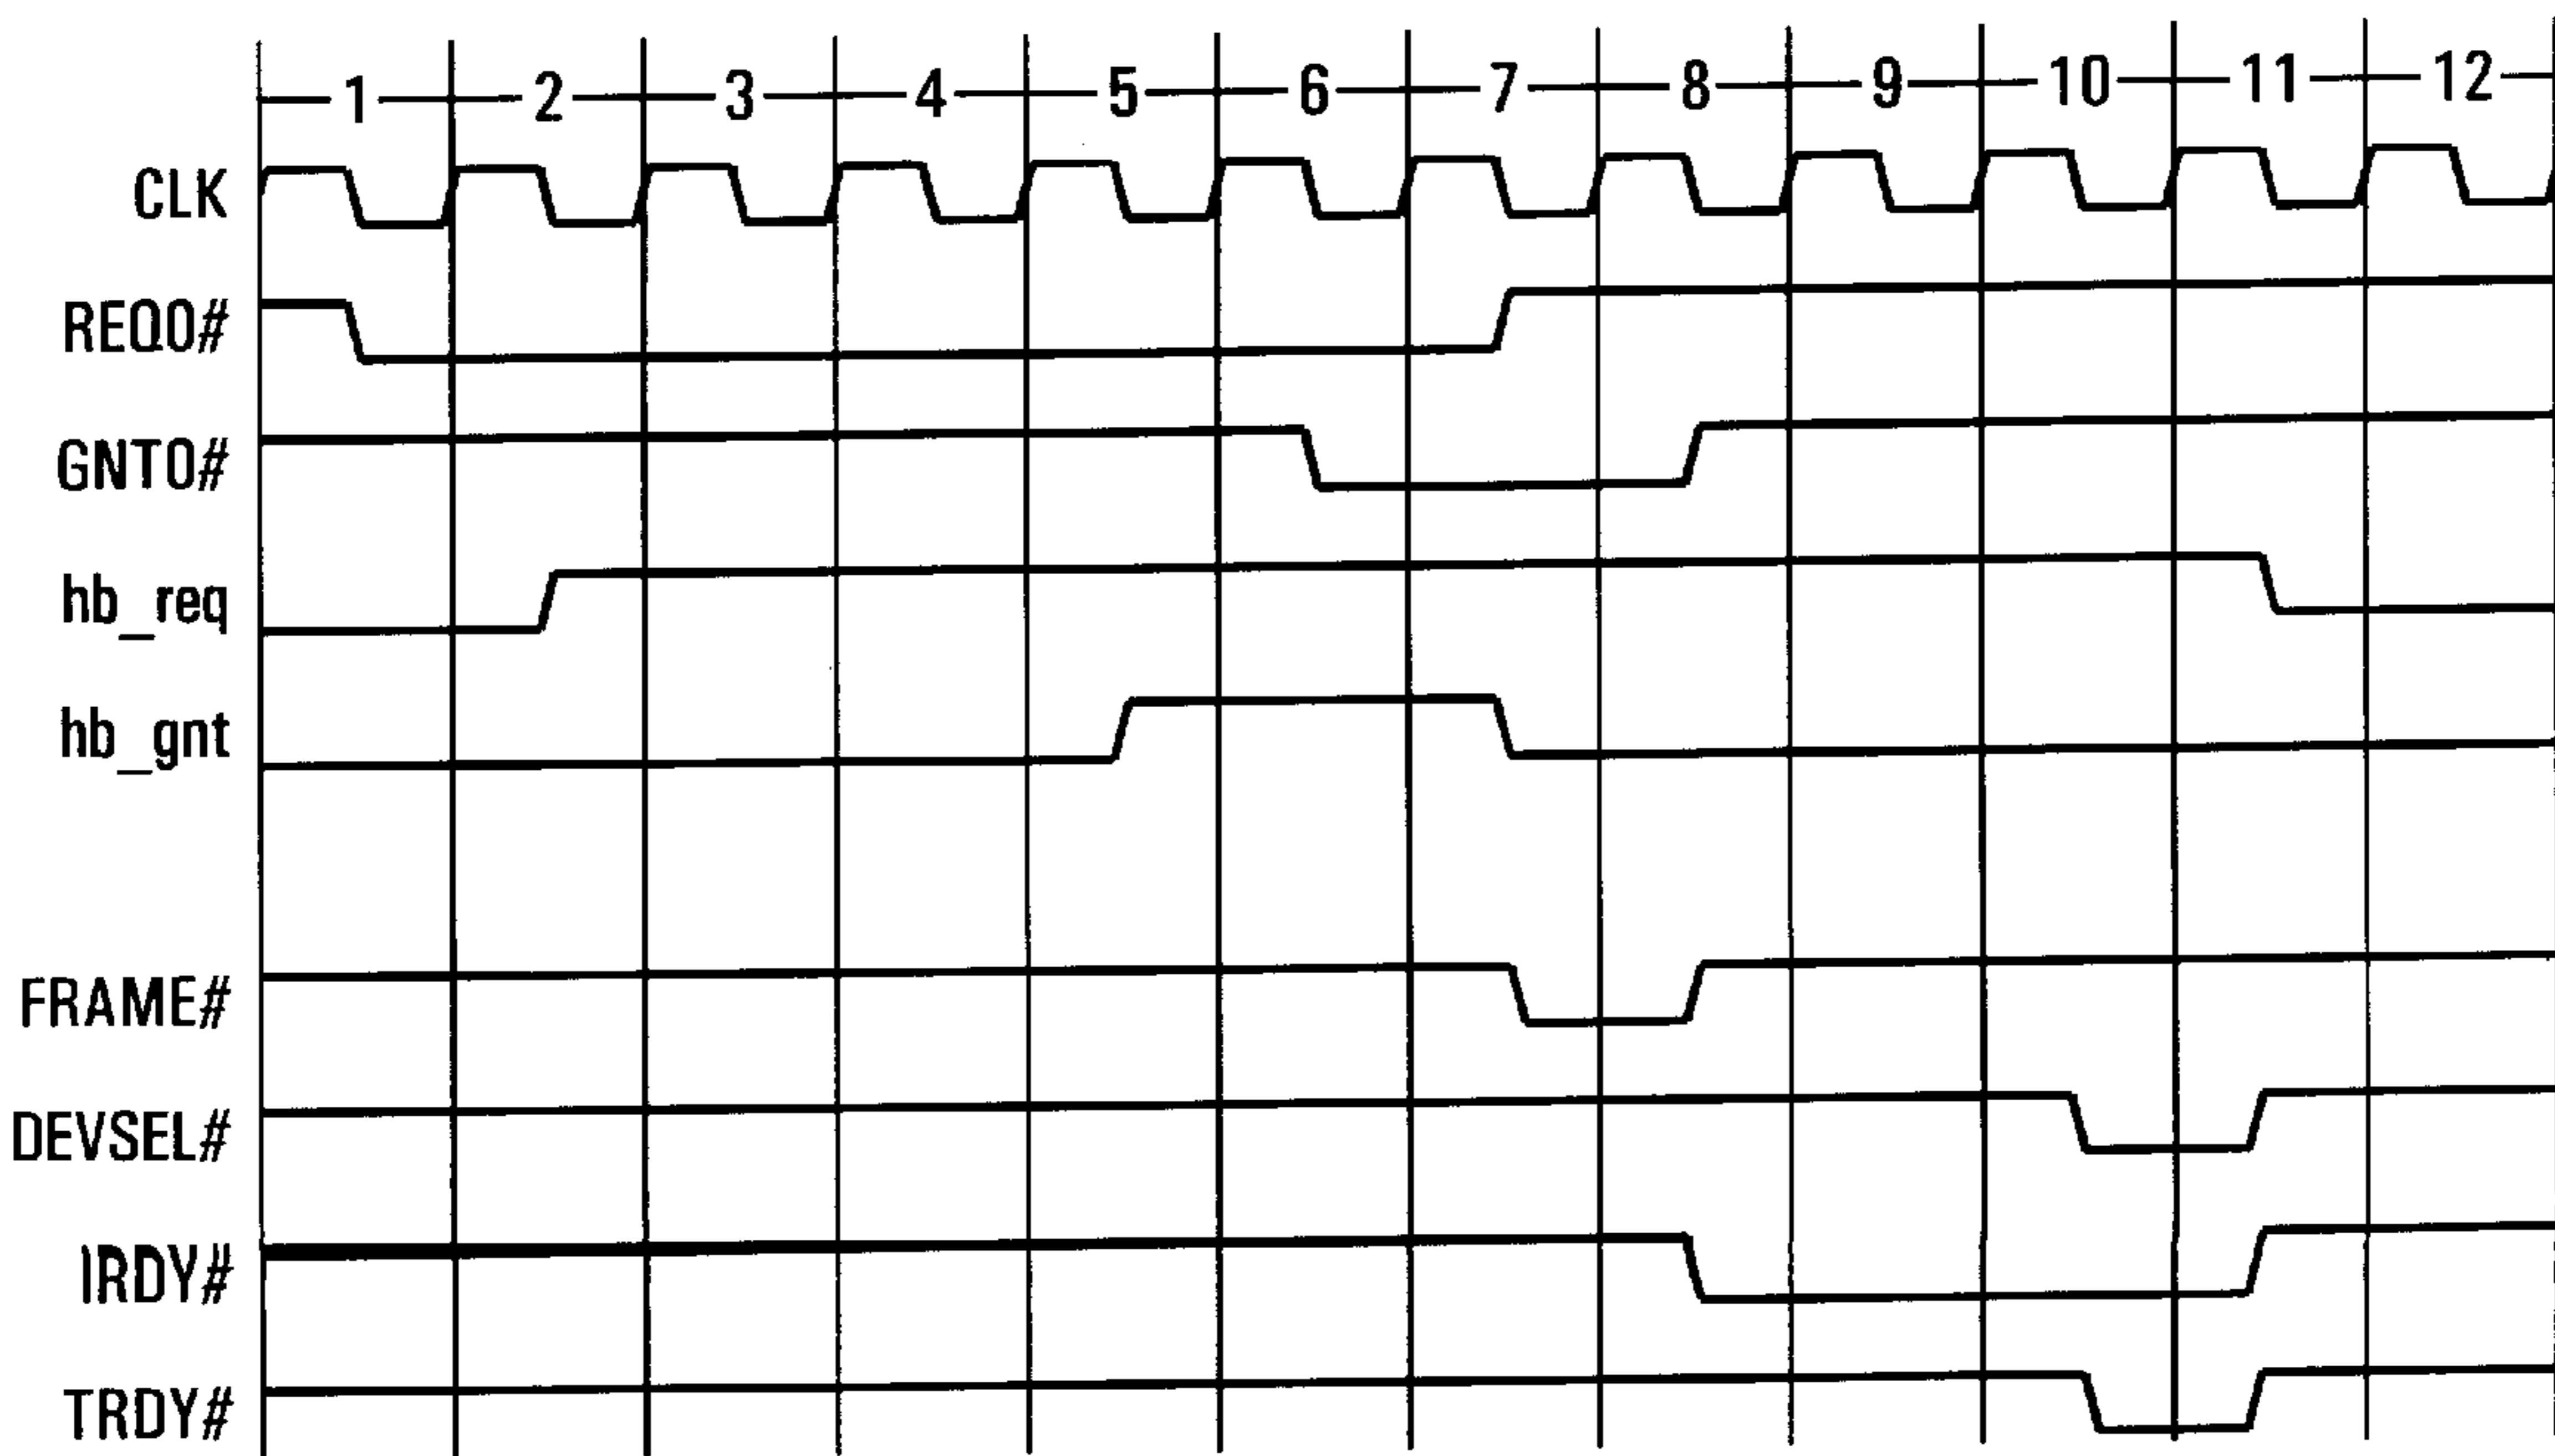 1 2 3 4 5 6 7 8 9 10 11 12
CLK
REQ0#
GNT0#
hb_req
hb_gnt
FRAME#
DEVSEL#
IRDY#
TRDY#